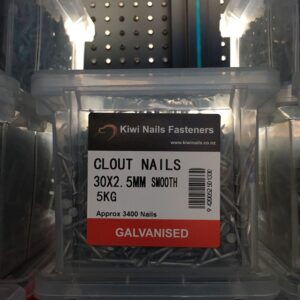 Kiwi Nails Fasteners
www.kiwinails.co.nz
CLOUT NAILS
30X2.5MM SMOOTH
5KG
Approx 3400 Nails
GALVANISED